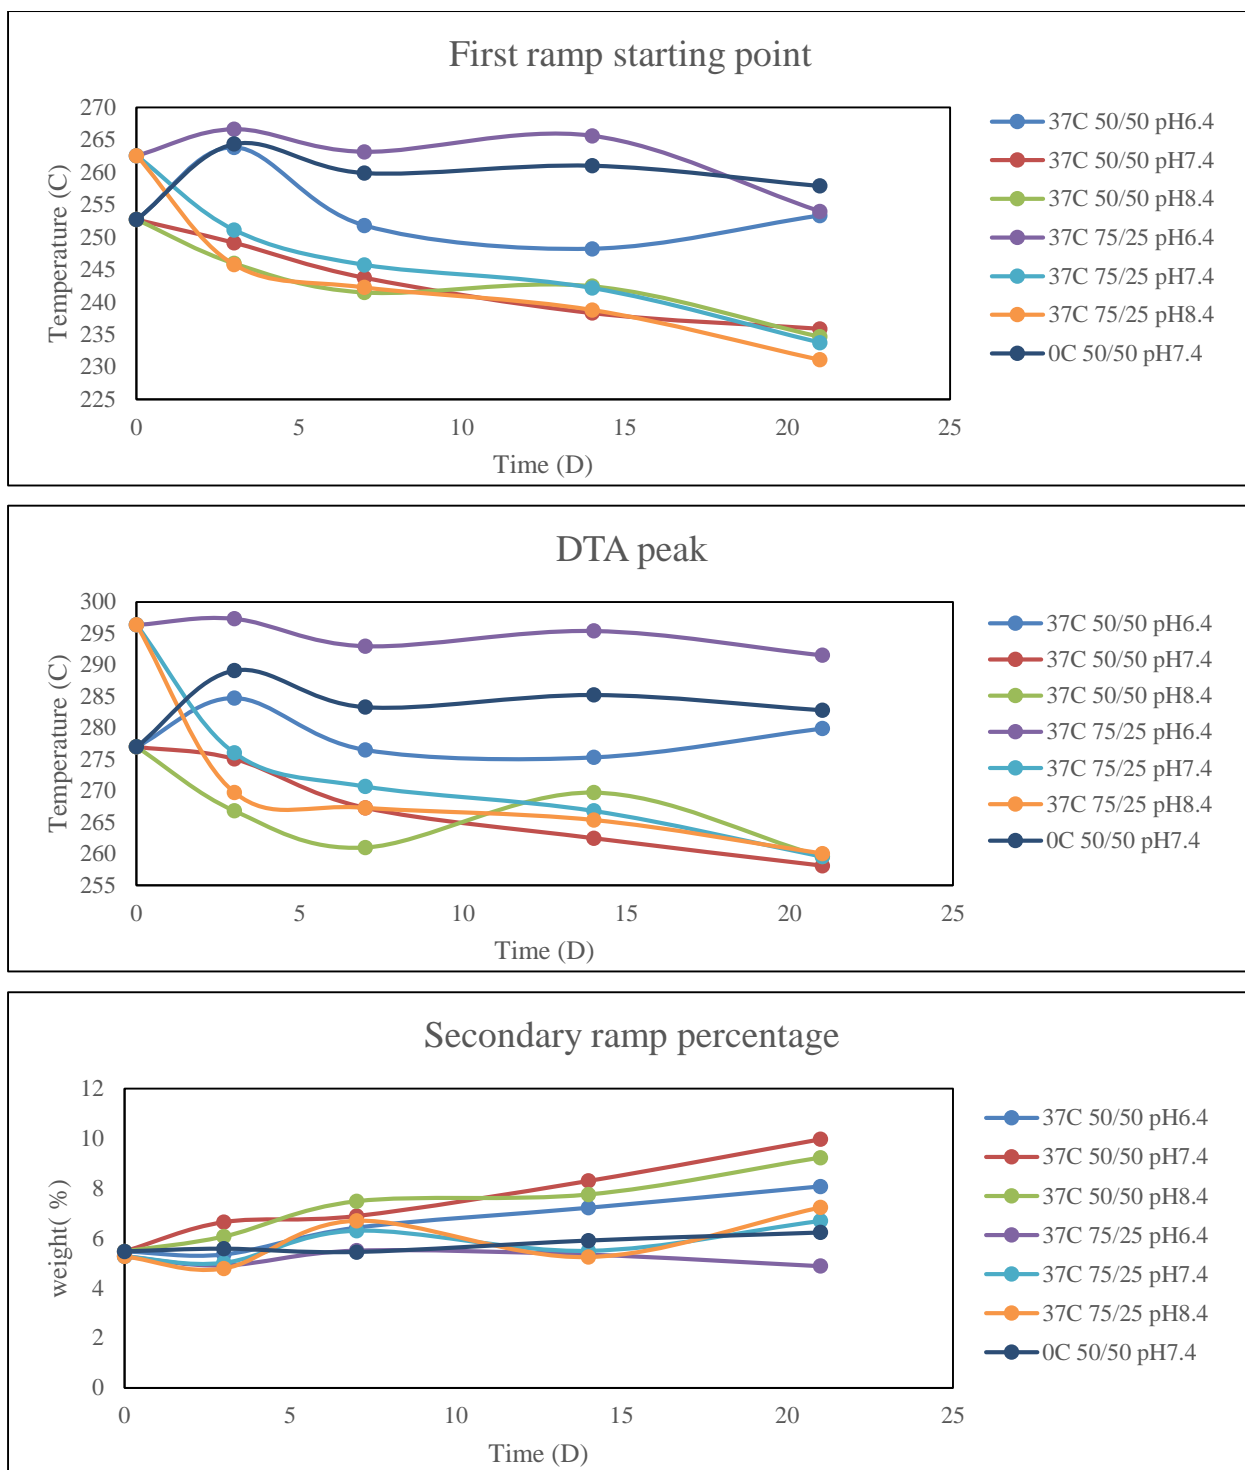 First ramp starting point
270
265
260
255
250
245
240
235
230
225
Temperature (C)
0 5 10 15 20 25
Time (D)
37C 50/50 pH6.4
37C 50/50 pH7.4
37C 50/50 pH8.4
37C 75/25 pH6.4
37C 75/25 pH7.4
37C 75/25 pH8.4
0C 50/50 pH7.4
DTA peak
300
295
290
285
280
275
270
265
260
255
Temperature (C)
0 5 10 15 20 25
Time (D)
37C 50/50 pH6.4
37C 50/50 pH7.4
37C 50/50 pH8.4
37C 75/25 pH6.4
37C 75/25 pH7.4
37C 75/25 pH8.4
0C 50/50 pH7.4
Secondary ramp percentage
12
10
8
6
4
2
0
weight( %)
0 5 10 15 20 25
Time (D)
37C 50/50 pH6.4
37C 50/50 pH7.4
37C 50/50 pH8.4
37C 75/25 pH6.4
37C 75/25 pH7.4
37C 75/25 pH8.4
0C 50/50 pH7.4